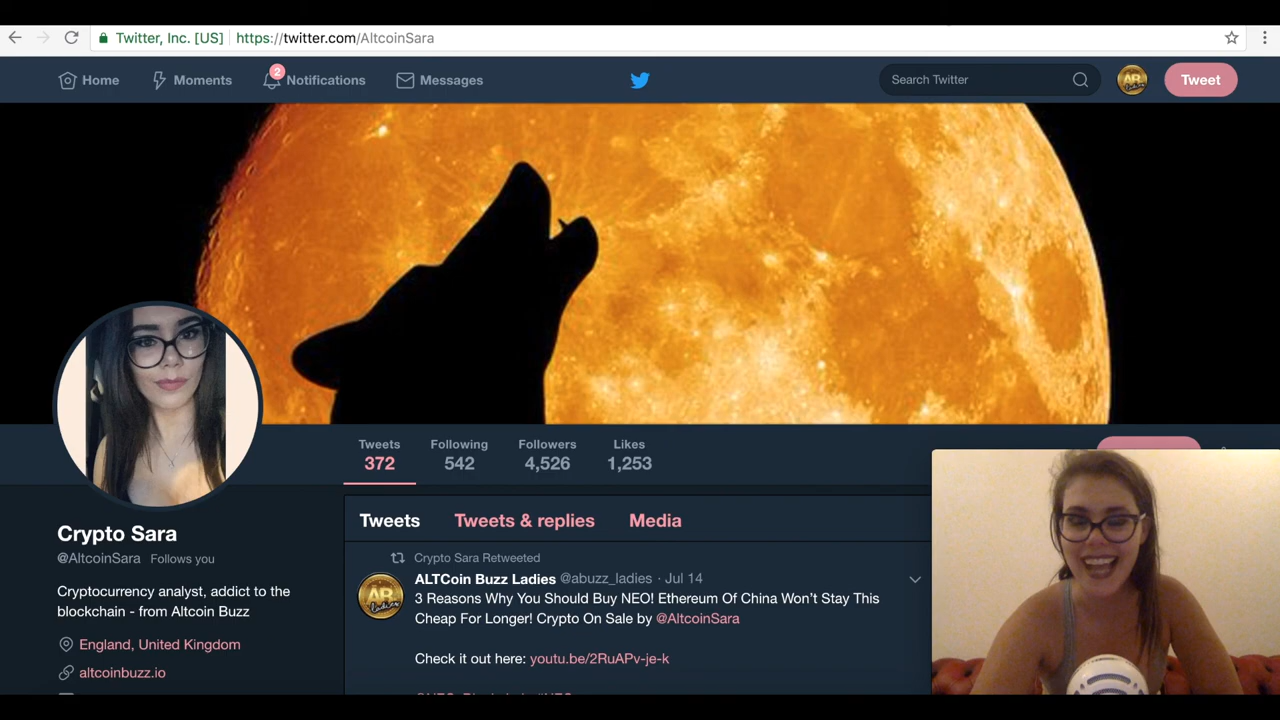 Twitter, Inc. [US] https://twitter.com/AltcoinSara
Home Moments 2 Notifications Messages Search Twitter Tweet
Tweets Following Followers Likes
372 542 4,526 1,253
Crypto Sara
@AltcoinSara Follows you
Cryptocurrency analyst, addict to the
blockchain - from Altcoin Buzz
England, United Kingdom
altcoinbuzz.io
Tweets Tweets & replies Media
Crypto Sara Retweeted
ALTCoin Buzz Ladies @abuzz_ladies · Jul 14
3 Reasons Why You Should Buy NEO! Ethereum Of China Won’t Stay This
Cheap For Longer! Crypto On Sale by @AltcoinSara
Check it out here: youtu.be/2RuAPv-je-k